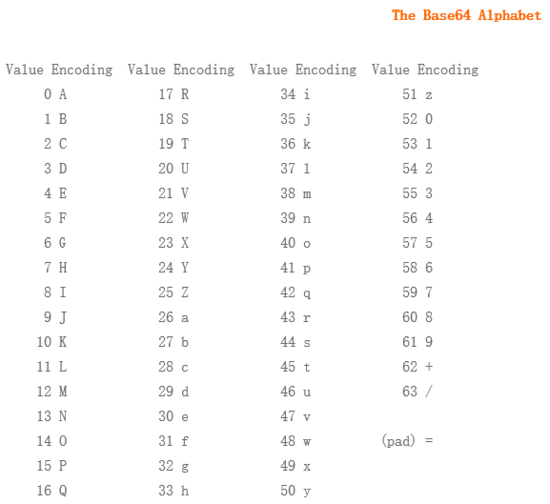 The Base64 Alphabet
Value Encoding Value Encoding Value Encoding Value Encoding
0 A 17 R 34 i 51 z
1 B 18 S 35 j 52 0
2 C 19 T 36 k 53 1
3 D 20 U 37 l 54 2
4 E 21 V 38 m 55 3
5 F 22 W 39 n 56 4
6 G 23 X 40 o 57 5
7 H 24 Y 41 p 58 6
8 I 25 Z 42 q 59 7
9 J 26 a 43 r 60 8
10 K 27 b 44 s 61 9
11 L 28 c 45 t 62 +
12 M 29 d 46 u 63 /
13 N 30 e 47 v
14 O 31 f 48 w (pad) =
15 P 32 g 49 x
16 Q 33 h 50 y